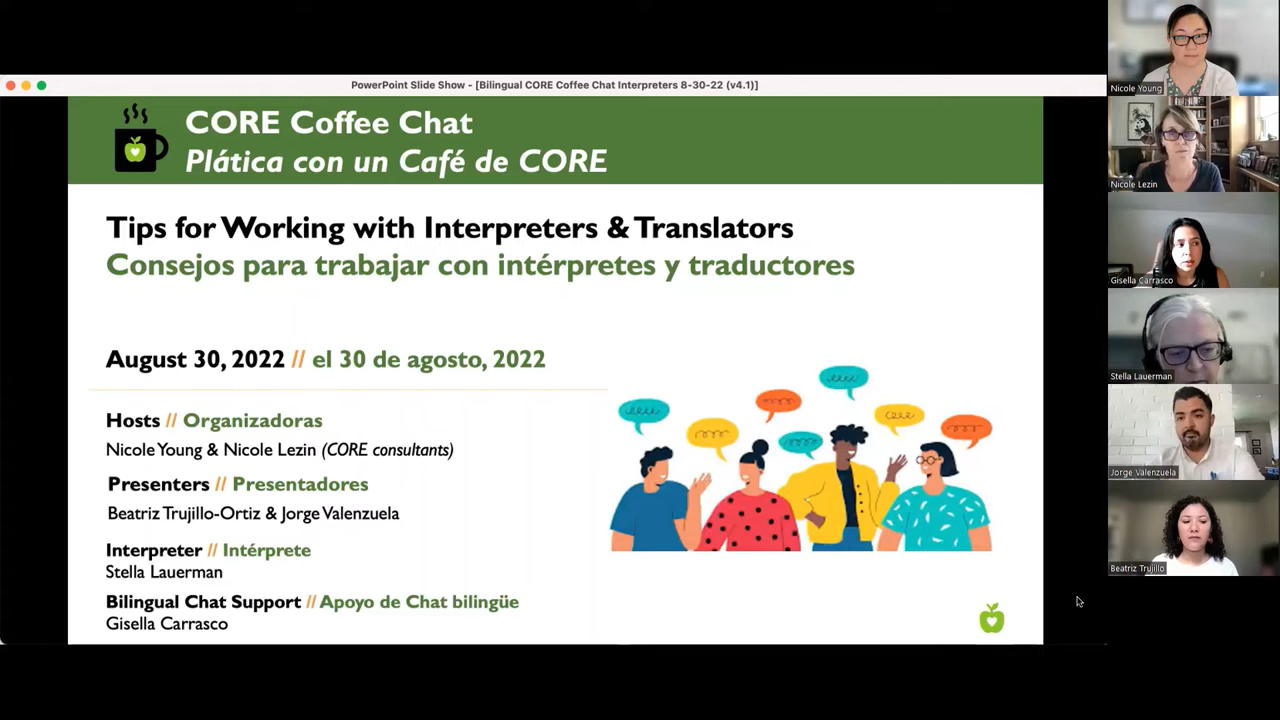 PowerPoint Slide Show - [Bilingual CORE Coffee Chat Interpreters 8-30-22 (v4.1)]
CORE Coffee Chat
Plática con un Café de CORE
Tips for Working with Interpreters & Translators
Consejos para trabajar con intérpretes y traductores
August 30, 2022 // el 30 de agosto, 2022
Hosts // Organizadoras
Nicole Young & Nicole Lezin (CORE consultants)
Presenters // Presentadores
Beatriz Trujillo-Ortiz & Jorge Valenzuela
Interpreter // Intérprete
Stella Lauerman
Bilingual Chat Support // Apoyo de Chat bilingüe
Gisella Carrasco
Nicole Young
Nicole Lezin
Gisella Carrasco
Stella Lauerman
Jorge Valenzuela
Beatriz Trujillo